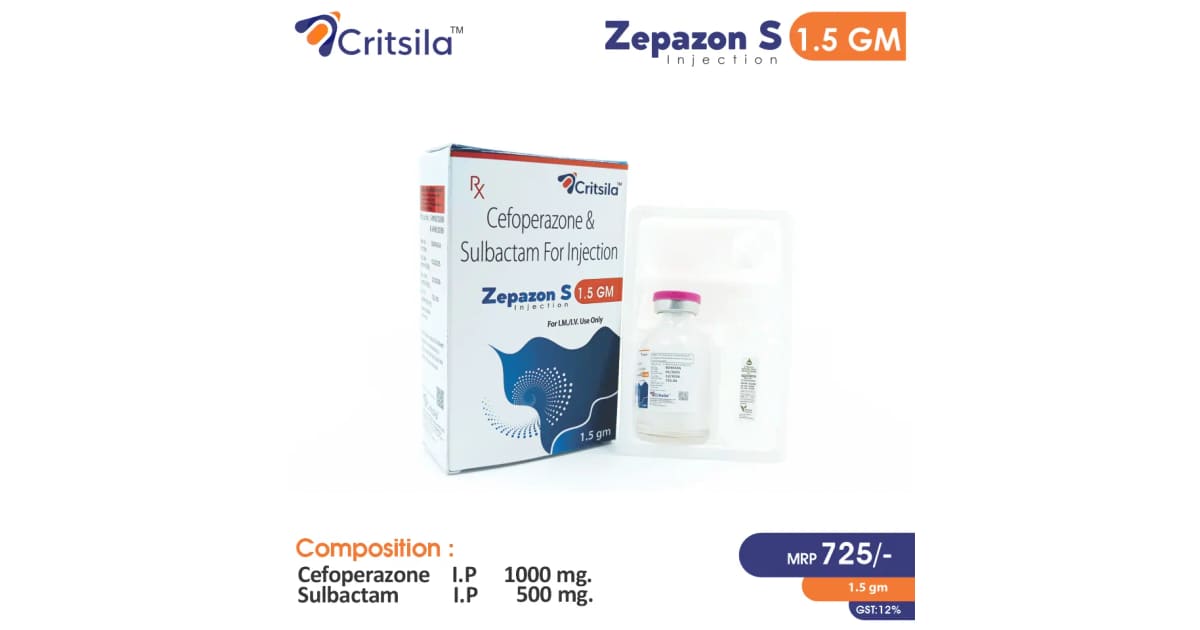 Critsila™
Zepazon S 1.5 GM
Injection
Rx
Critsila™
Cefoperazone &
Sulbactam For Injection
Zepazon S 1.5 GM
Injection
For I.M./I.V. Use Only
1.5 gm
Critsila
Composition :
Cefoperazone I.P 1000 mg.
Sulbactam I.P 500 mg.
MRP 725/-
1.5 gm
GST:12%